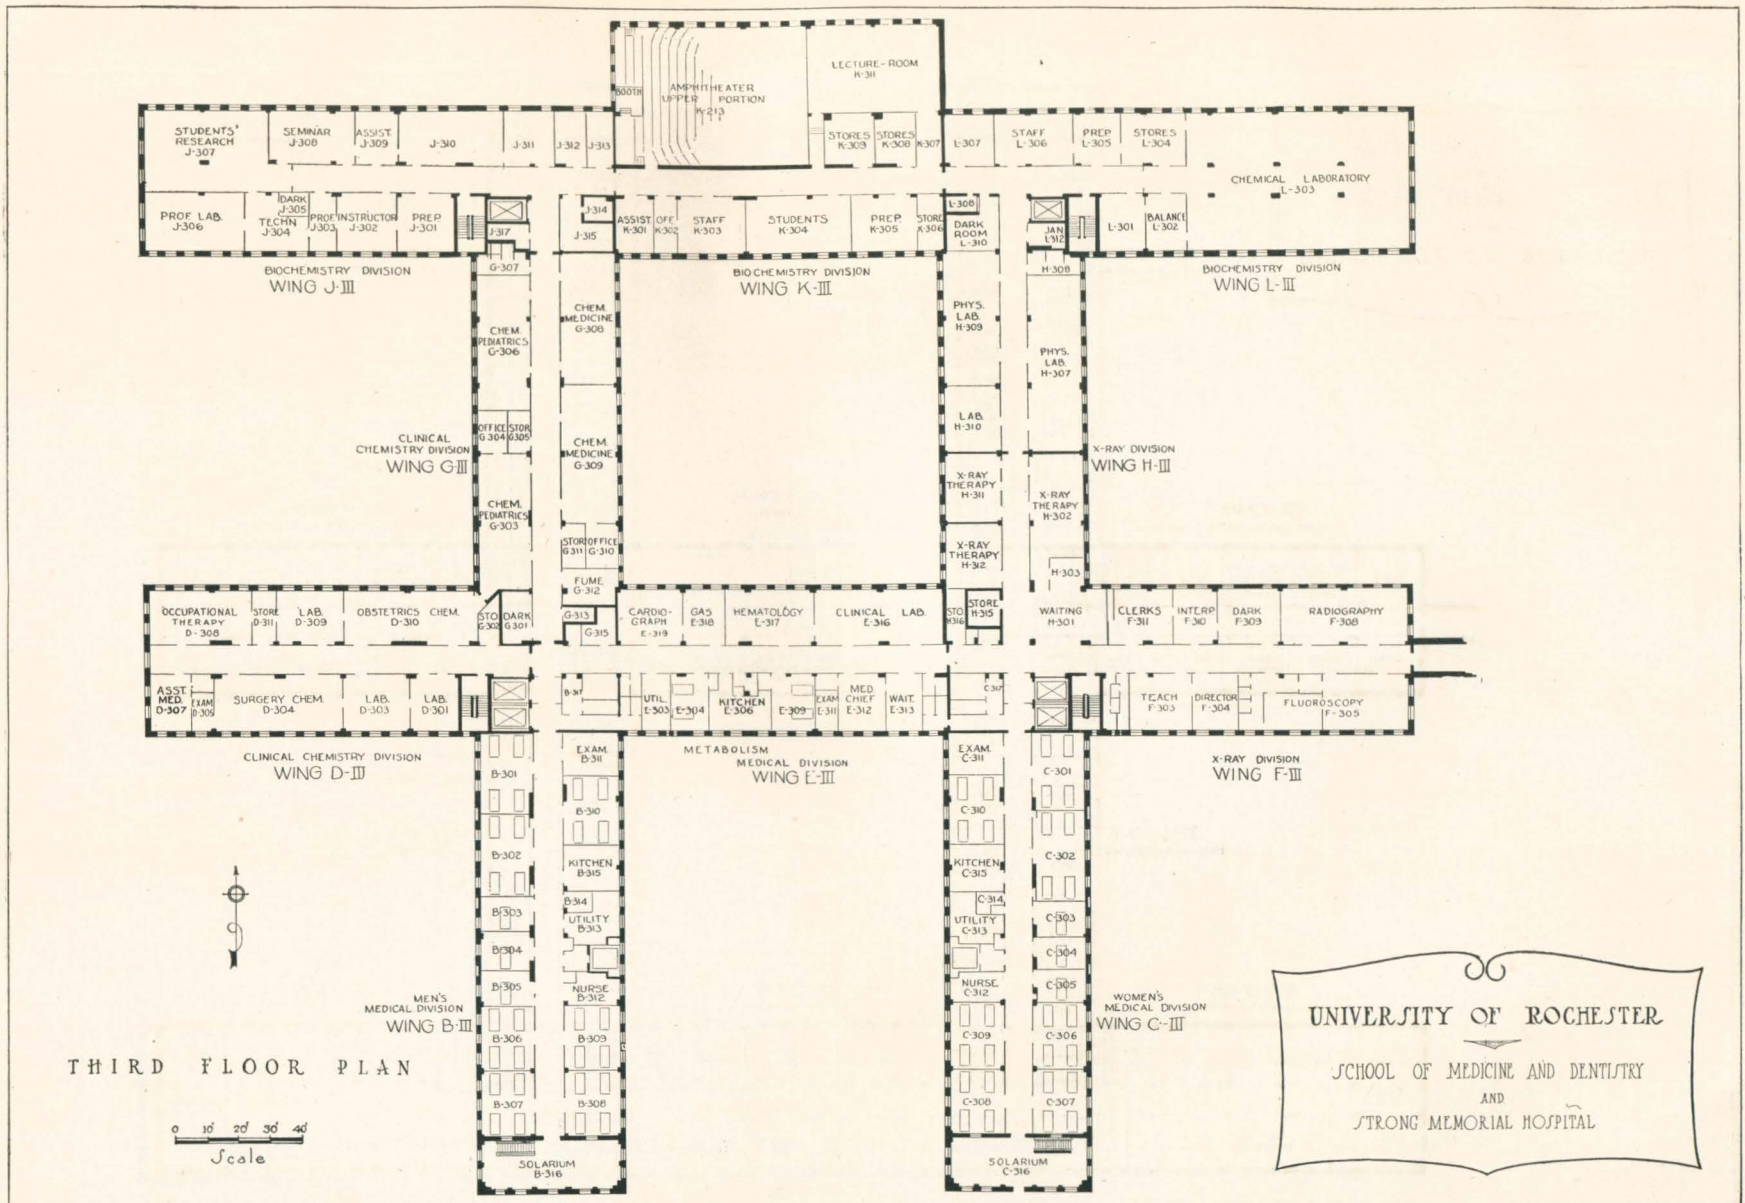 LECTURE-ROOM
K-311
BOOTH
AMPHITHEATER
UPPER PORTION
K-213
STUDENTS'
RESEARCH
J-307
SEMINAR
J-308
ASSIST.
J-309
J-310
J-311
J-312
J-313
STORES
K-309
STORES
K-308
K-307
L-307
STAFF
L-306
PREP
L-305
STORES
L-304
CHEMICAL LABORATORY
L-303
PROF. LAB.
J-306
DARK
J-305
TECHN
J-304
PROF.
J-303
INSTRUCTOR
J-302
PREP
J-301
J-317
J-314
J-315
ASSIST.
K-301
OFF.
K-302
STAFF
K-303
STUDENTS
K-304
PREP.
K-305
STORE
K-306
L-308
DARK
ROOM
L-310
JAN.
L-312
L-301
BALANCE
L-302
BIOCHEMISTRY DIVISION
WING J-III
BIOCHEMISTRY DIVISION
WING K-III
BIOCHEMISTRY DIVISION
WING L-III
G-307
CHEM.
PEDIATRICS
G-306
OFFICE
G304
STOR
G305
CHEM.
PEDIATRICS
G-303
CHEM.
MEDICINE
G-308
CHEM.
MEDICINE
G-309
STOR
G311
OFFICE
G-310
FUME
G-312
G-313
G-315
CLINICAL
CHEMISTRY DIVISION
WING G-III
H-308
PHYS.
LAB.
H-309
PHYS.
LAB.
H-307
LAB.
H-310
X-RAY
THERAPY
H-311
X-RAY
THERAPY
H-302
X-RAY
THERAPY
H-312
H-303
STORE
H-315
STO.
H316
WAITING
H-301
X-RAY DIVISION
WING H-III
OCCUPATIONAL
THERAPY
D-308
STORE
D-311
LAB.
D-309
OBSTETRICS CHEM.
D-310
STO.
G-302
DARK
G301
CARDIO-
GRAPH
E-319
GAS
E-318
HEMATOLOGY
E-317
CLINICAL LAB.
E-316
CLERKS
F-311
INTERP
F-310
DARK
F-309
RADIOGRAPHY
F-308
ASST.
MED.
D-307
EXAM
D-305
SURGERY CHEM.
D-304
LAB.
D-303
LAB.
D-301
B-317
UTIL.
E-303
E-304
KITCHEN
E-306
E-309
EXAM
E-311
MED.
CHIEF
E-312
WAIT.
E-313
C-317
TEACH
F-303
DIRECTOR
F-304
FLUOROSCOPY
F-305
CLINICAL CHEMISTRY DIVISION
WING D-III
METABOLISM
MEDICAL DIVISION
WING E-III
X-RAY DIVISION
WING F-III
B-301
B-302
B-303
B-304
B-305
B-306
B-307
EXAM.
B-311
B-310
KITCHEN
B-315
B-314
UTILITY
B-313
NURSE
B-312
B-309
B-308
SOLARIUM
B-316
MEN'S
MEDICAL DIVISION
WING B-III
EXAM.
C-311
C-310
KITCHEN
C-315
C-314
UTILITY
C-313
NURSE
C-312
C-309
C-308
C-301
C-302
C-303
C-304
C-305
C-306
C-307
SOLARIUM
C-316
WOMEN'S
MEDICAL DIVISION
WING C-III
THIRD FLOOR PLAN
0 10' 20' 30' 40'
Scale
UNIVERSITY OF ROCHESTER
SCHOOL OF MEDICINE AND DENTISTRY
AND
STRONG MEMORIAL HOSPITAL